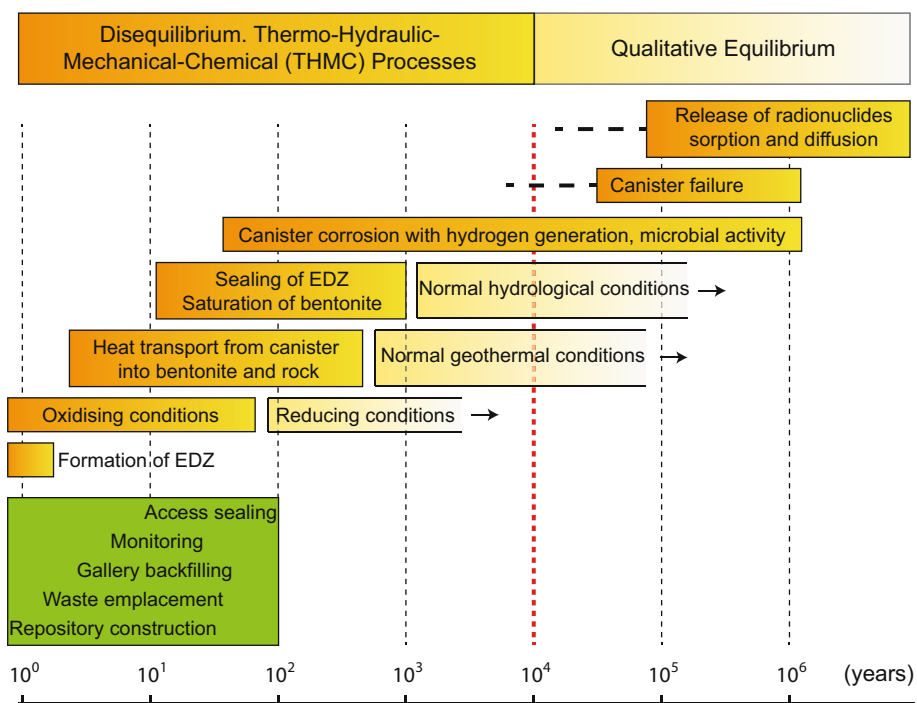 Disequilibrium. Thermo-Hydraulic-
Mechanical-Chemical (THMC) Processes
Qualitative Equilibrium
Release of radionuclides
sorption and diffusion
Canister failure
Canister corrosion with hydrogen generation, microbial activity
Sealing of EDZ
Saturation of bentonite
Normal hydrological conditions
Heat transport from canister
into bentonite and rock
Normal geothermal conditions
Oxidising conditions
Reducing conditions
Formation of EDZ
Access sealing
Monitoring
Gallery backfilling
Waste emplacement
Repository construction
10⁰ 10¹ 10² 10³ 10⁴ 10⁵ 10⁶ (years)